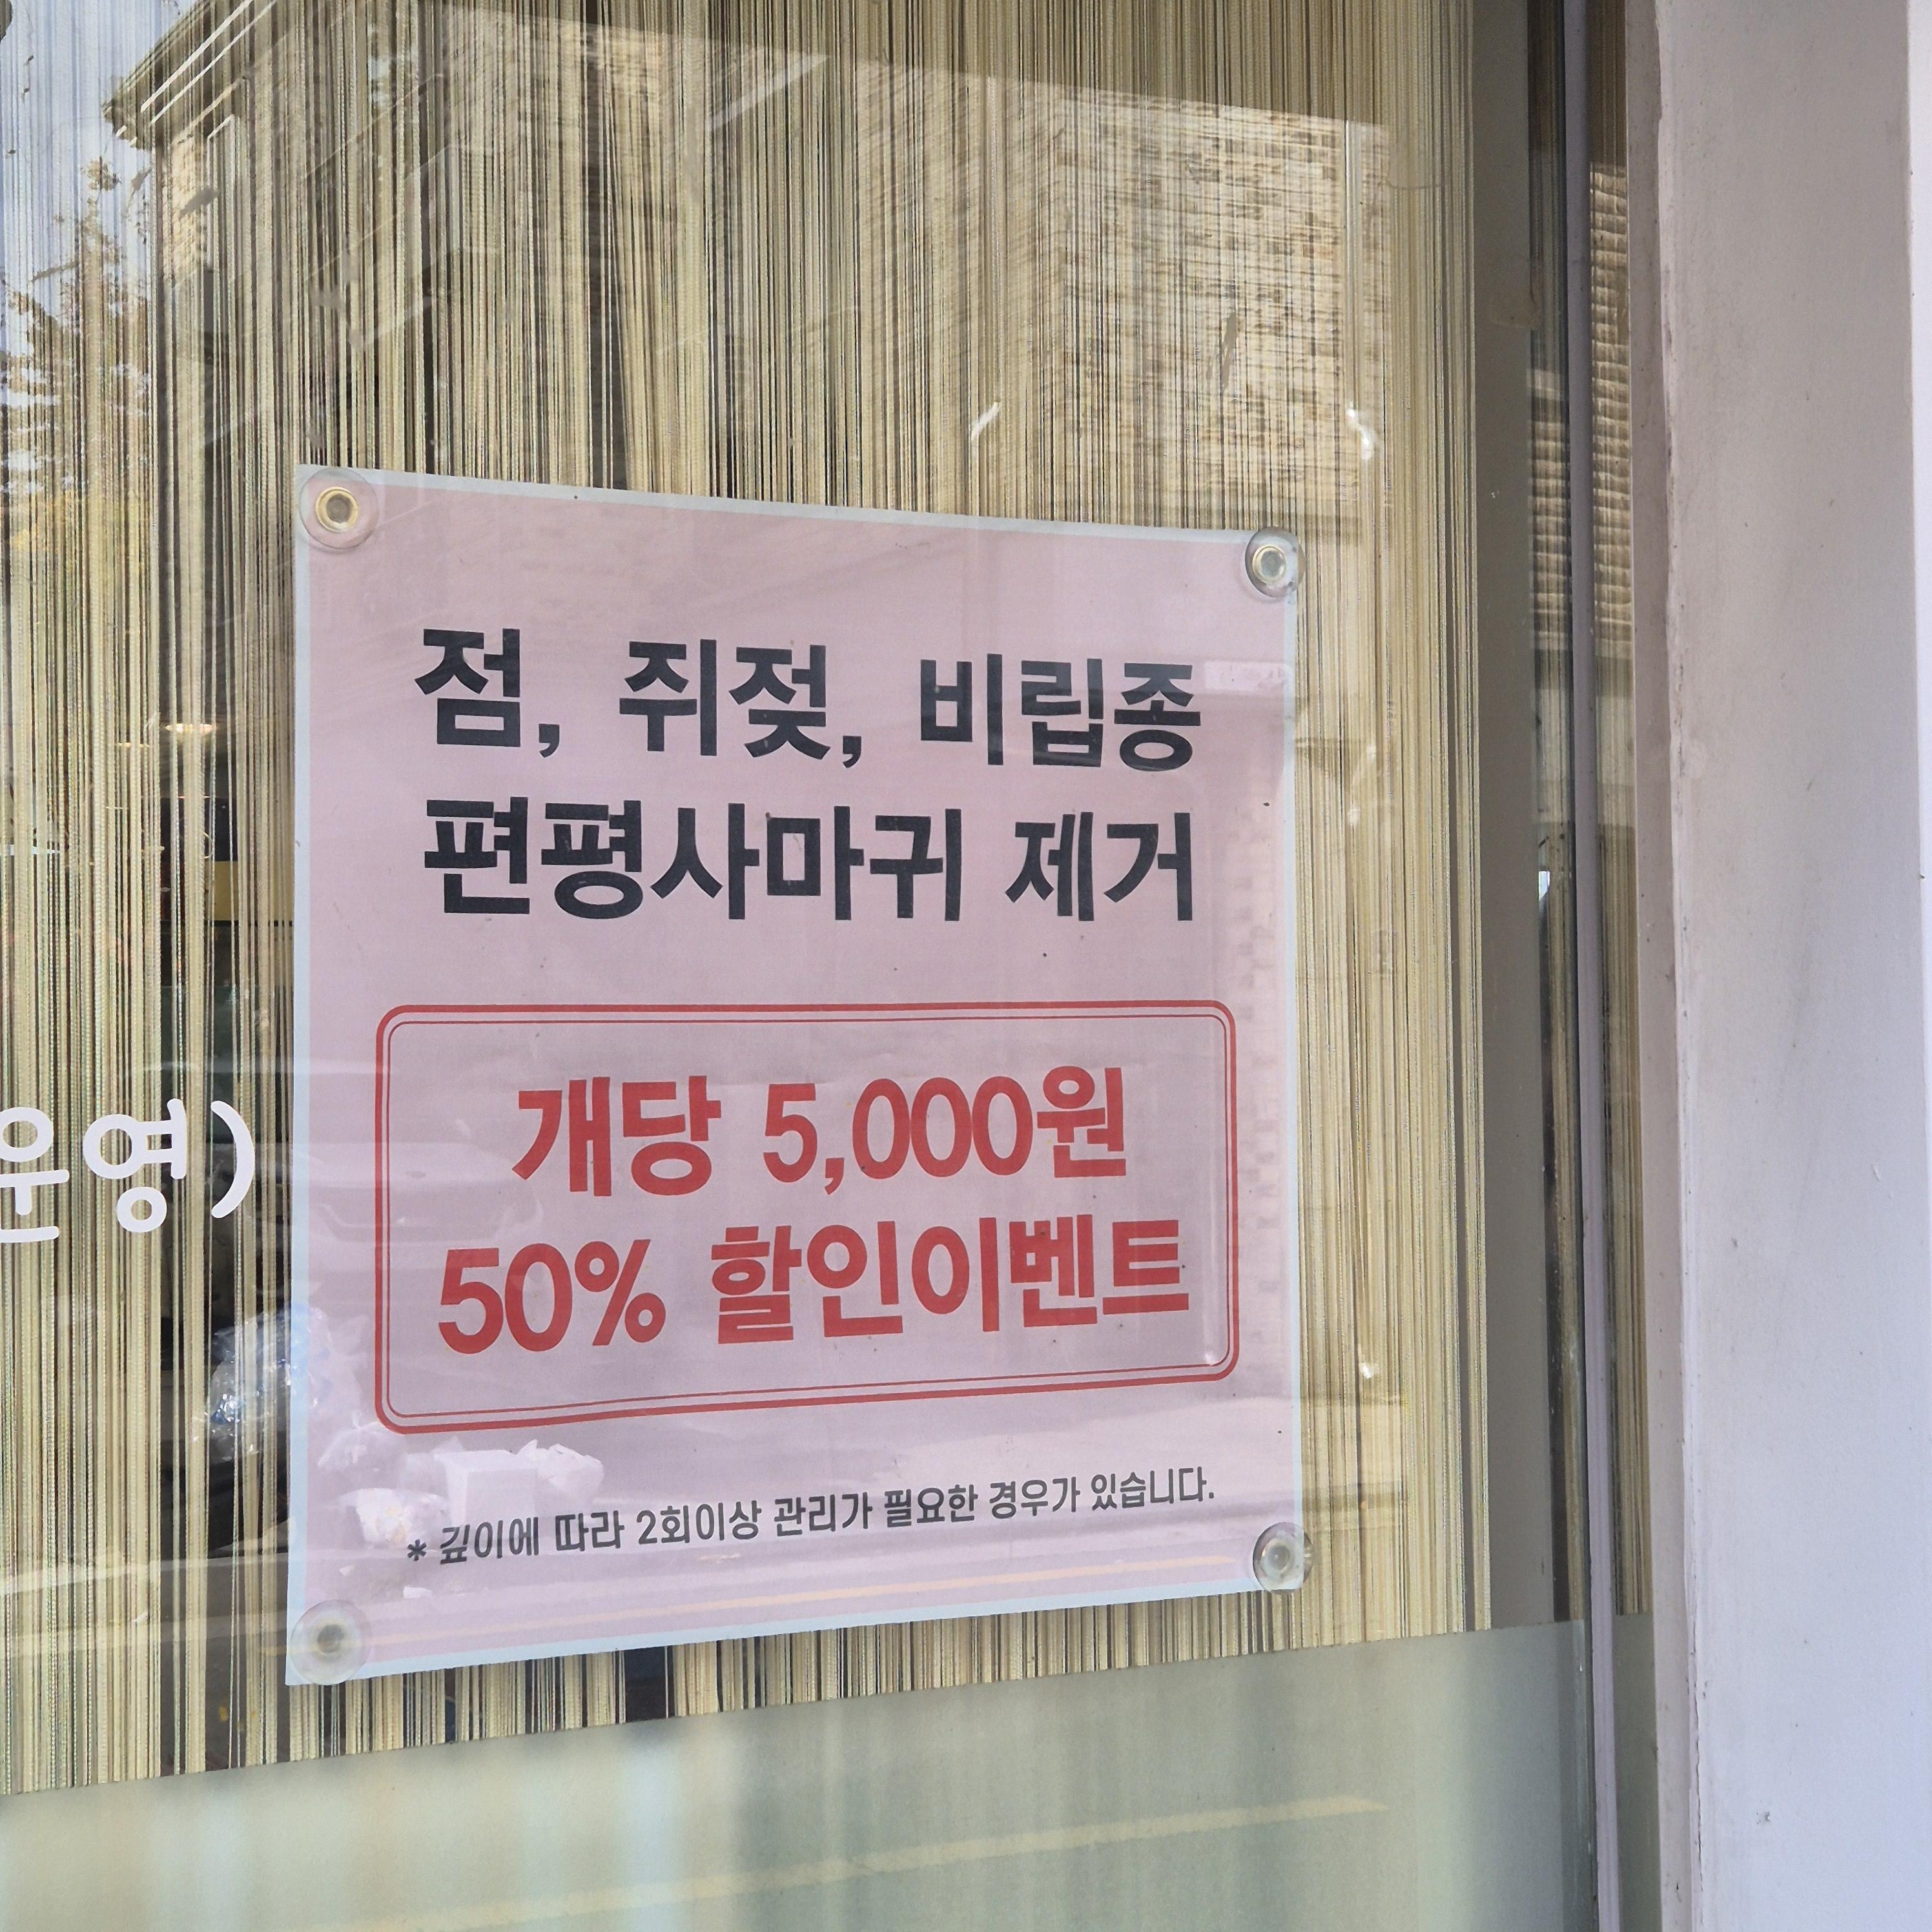 점, 쥐젖, 비립종
편평사마귀 제거
개당 5,000원
50% 할인이벤트
* 깊이에 따라 2회이상 관리가 필요한 경우가 있습니다.
운영)